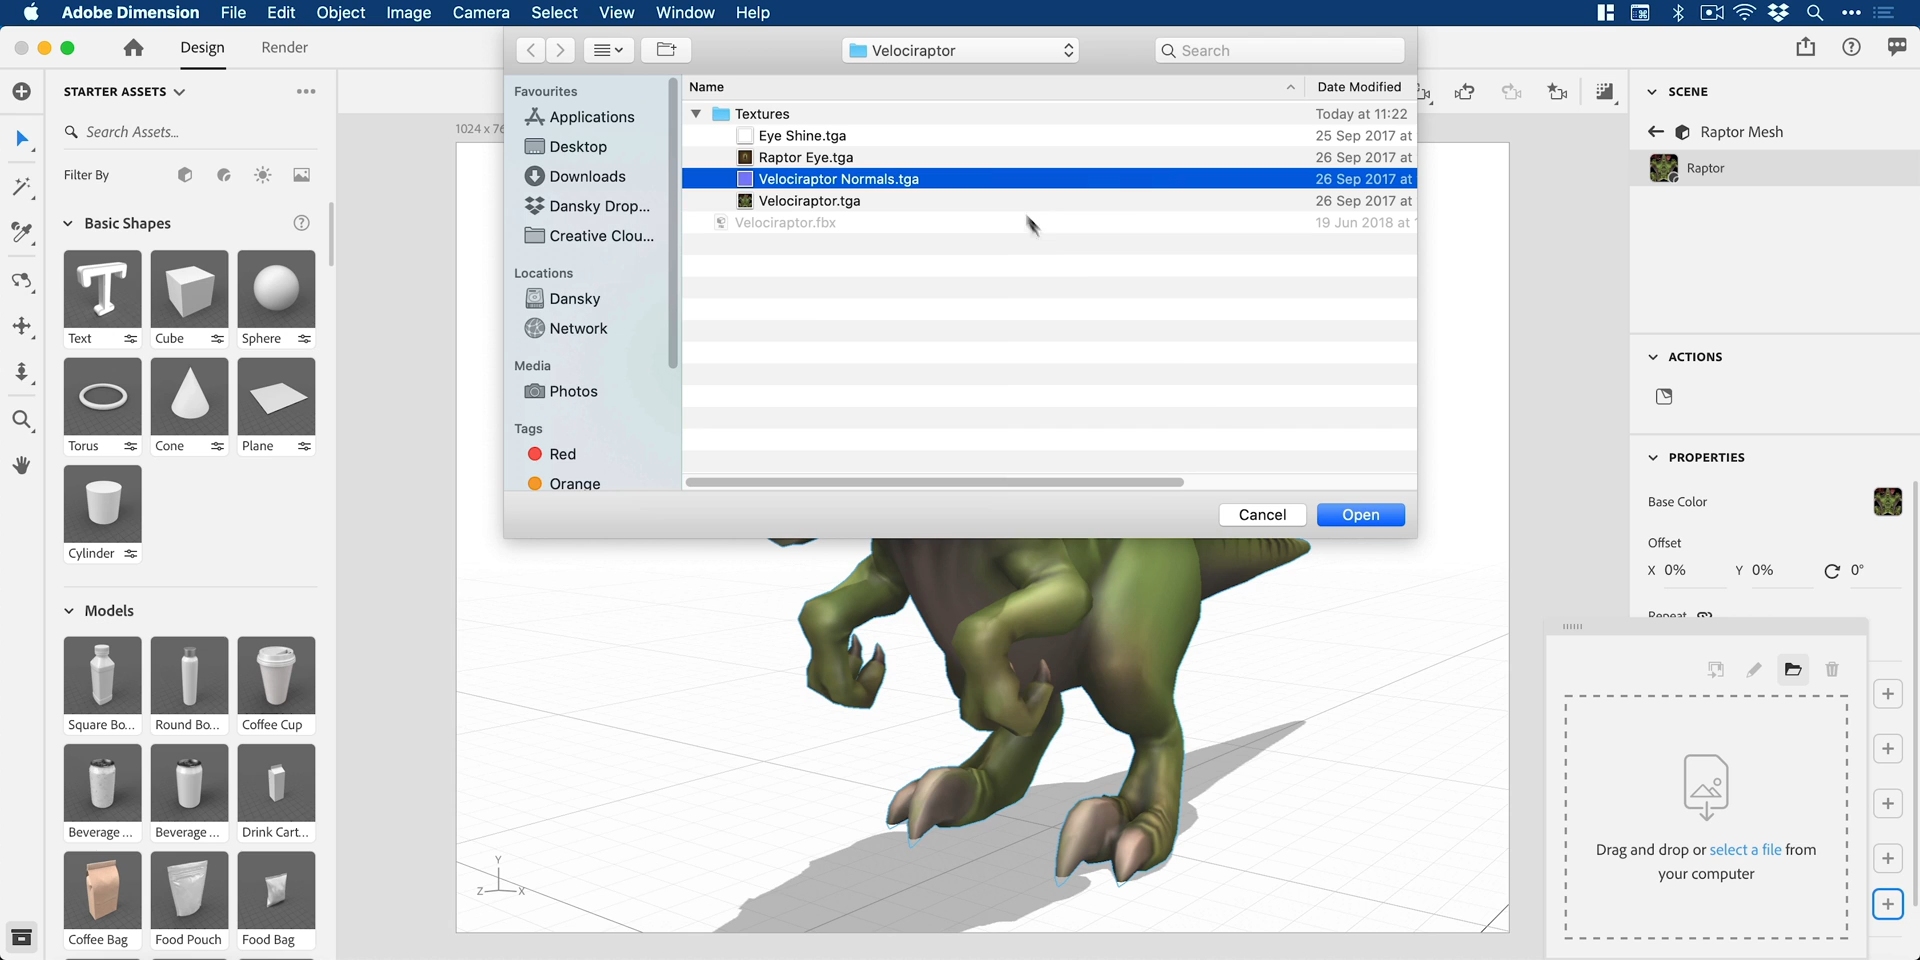 Adobe Dimension File Edit Object Image Camera Select View Window Help
Design Render
STARTER ASSETS
Search Assets...
Filter By
Basic Shapes
Text Cube Sphere
Torus Cone Plane
Cylinder
Models
Square Bo... Round Bo... Coffee Cup
Beverage ... Beverage ... Drink Cart...
Coffee Bag Food Pouch Food Bag
Velociraptor
Search
Favourites
Applications
Desktop
Downloads
Dansky Drop...
Creative Clou...
Locations
Dansky
Network
Media
Photos
Tags
Red
Orange
Name Date Modified
Textures Today at 11:22
Eye Shine.tga 25 Sep 2017 at
Raptor Eye.tga 26 Sep 2017 at
Velociraptor Normals.tga 26 Sep 2017 at
Velociraptor.tga 26 Sep 2017 at
Velociraptor.fbx 19 Jun 2018 at
Cancel Open
1024 x 76
Y
Z X
SCENE
Raptor Mesh
Raptor
ACTIONS
PROPERTIES
Base Color
Offset
X 0% Y 0% 0°
Repeat
Drag and drop or select a file from
your computer